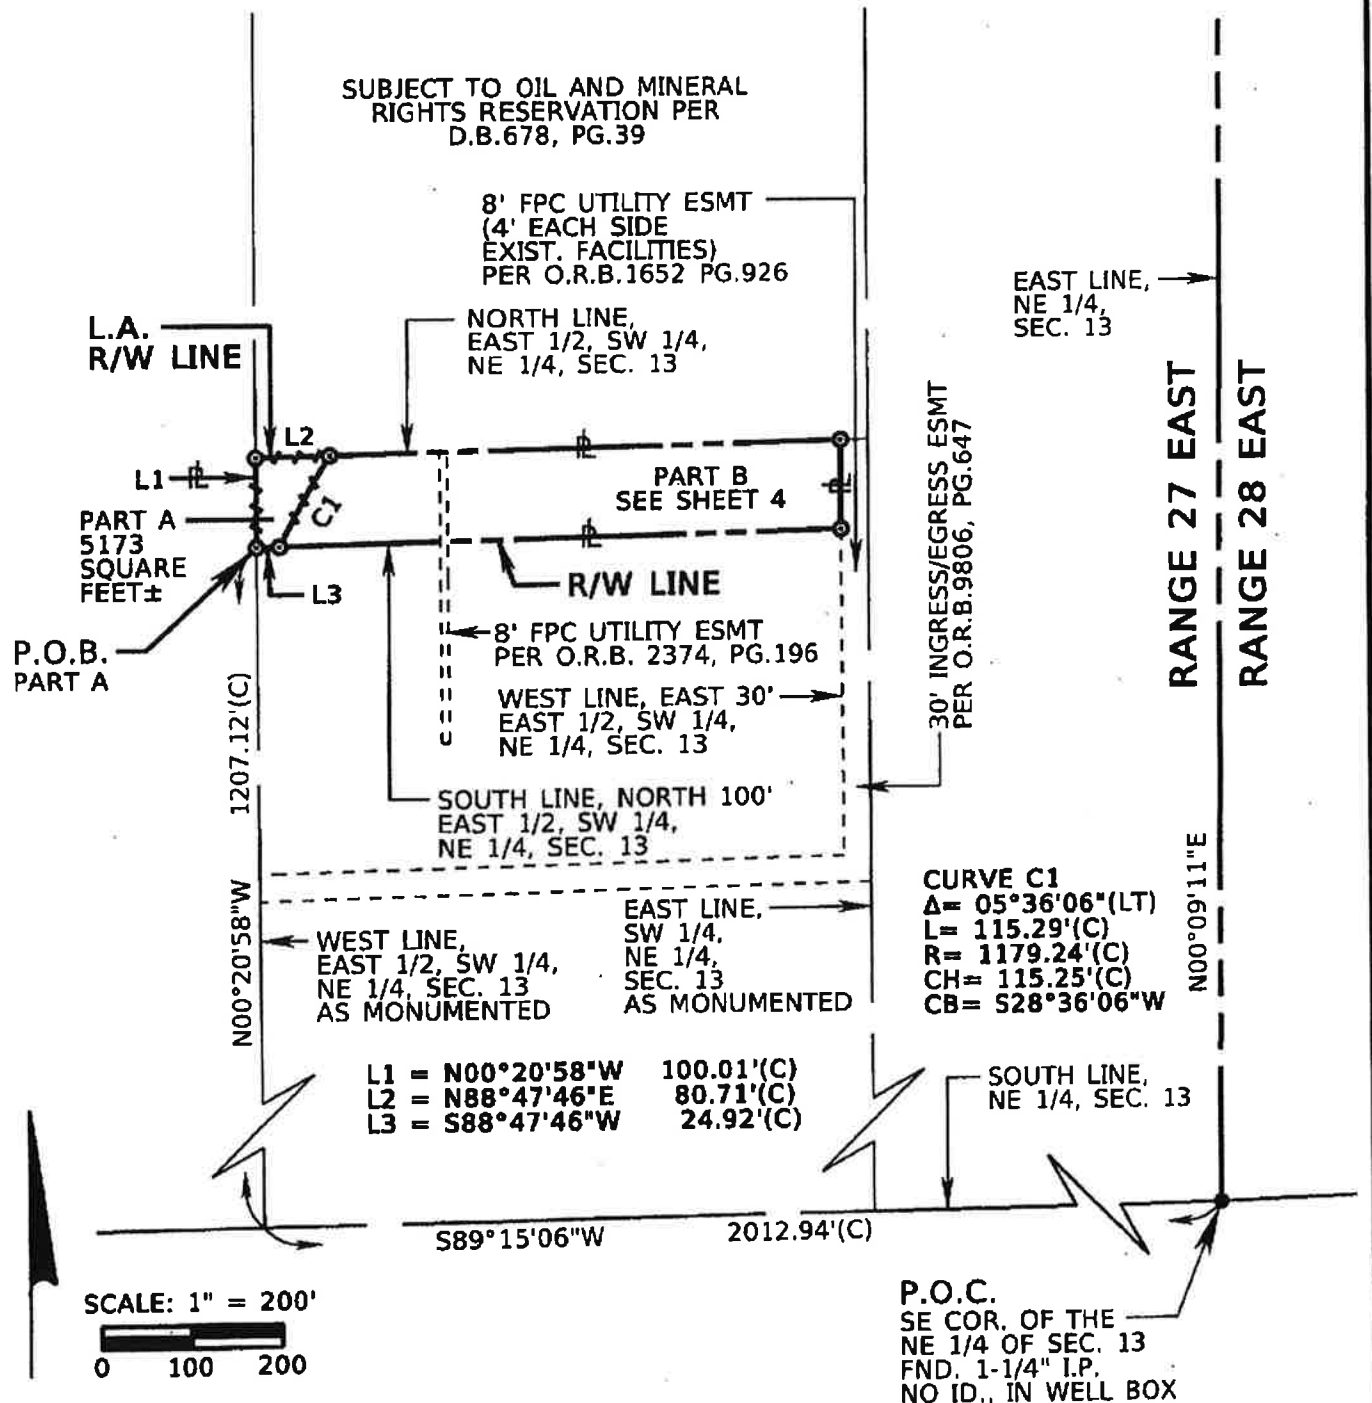 SUBJECT TO OIL AND MINERAL
RIGHTS RESERVATION PER
D.B.678, PG.39
8' FPC UTILITY ESMT
(4' EACH SIDE
EXIST. FACILITIES)
PER O.R.B.1652 PG.926
EAST LINE,
NE 1/4,
SEC. 13
L.A.
R/W LINE
NORTH LINE,
EAST 1/2, SW 1/4,
NE 1/4, SEC. 13
30' INGRESS/EGRESS ESMT
PER O.R.B.9806, PG.647
RANGE 27 EAST
RANGE 28 EAST
L2
L1
C1
PART A
5173
SQUARE
FEET±
PART B
SEE SHEET 4
L3
R/W LINE
P.O.B.
PART A
8' FPC UTILITY ESMT
PER O.R.B. 2374, PG.196
WEST LINE, EAST 30'
EAST 1/2, SW 1/4,
NE 1/4, SEC. 13
1207.12'(C)
N00°20'58"W
SOUTH LINE, NORTH 100'
EAST 1/2, SW 1/4,
NE 1/4, SEC. 13
WEST LINE,
EAST 1/2, SW 1/4,
NE 1/4, SEC. 13
AS MONUMENTED
EAST LINE,
SW 1/4,
NE 1/4,
SEC. 13
AS MONUMENTED
CURVE C1
Δ= 05°36'06"(LT)
L= 115.29'(C)
R= 1179.24'(C)
CH= 115.25'(C)
CB= S28°36'06"W
N00°09'11"E
L1 = N00°20'58"W 100.01'(C)
L2 = N88°47'46"E 80.71'(C)
L3 = S88°47'46"W 24.92'(C)
SOUTH LINE,
NE 1/4, SEC. 13
S89°15'06"W 2012.94'(C)
SCALE: 1" = 200'
0 100 200
P.O.C.
SE COR. OF THE
NE 1/4 OF SEC. 13
FND. 1-1/4" I.P.
NO ID., IN WELL BOX